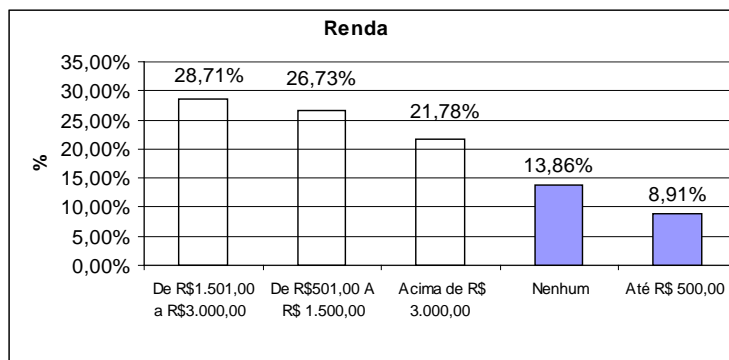 Renda
%
35,00%
30,00%
25,00%
20,00%
15,00%
10,00%
5,00%
0,00%
28,71%
26,73%
21,78%
13,86%
8,91%
De R$1.501,00
a R$3.000,00
De R$501,00 A
R$ 1.500,00
Acima de R$
3.000,00
Nenhum
Até R$ 500,00